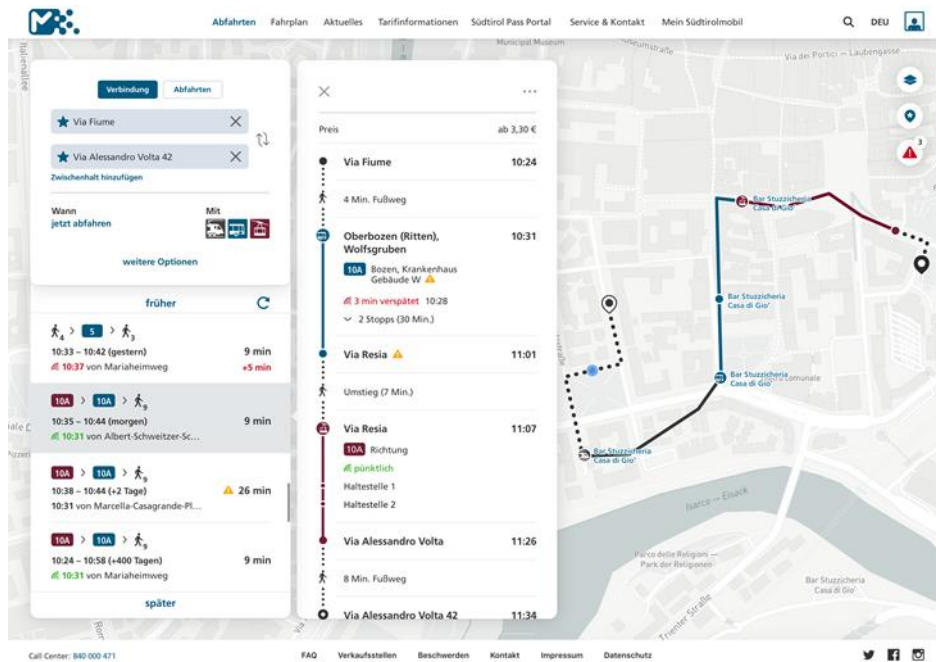 Abfahrten Fahrplan Aktuelles Tarifinformationen Südtirol Pass Portal Service & Kontakt Mein Südtirolmobil DEU
Verbindung Abfahrten
Via Fiume
Via Alessandro Volta 42
Zwischenhalt hinzufügen
Wann Mit
jetzt abfahren
weitere Optionen
früher
4 > 5 > 3
10:33 – 10:42 (gestern) 9 min
10:37 von Mariaheimweg +5 min
10A > 10A > 9
10:35 – 10:44 (morgen) 9 min
10:31 von Albert-Schweitzer-Sc...
10A > 10A > 9
10:38 – 10:44 (+2 Tage) 26 min
10:31 von Marcella-Casagrande-Pl...
10A > 10A > 9
10:24 – 10:58 (+400 Tagen) 9 min
10:31 von Mariaheimweg
später
Preis ab 3,30 €
Via Fiume 10:24
4 Min. Fußweg
Oberbozen (Ritten), 10:31
Wolfsgruben
10A Bozen, Krankenhaus
Gebäude W
3 min verspätet 10:28
2 Stopps (30 Min.)
Via Resia 11:01
Umstieg (7 Min.)
Via Resia 11:07
10A Richtung
pünktlich
Haltestelle 1
Haltestelle 2
Via Alessandro Volta 11:26
8 Min. Fußweg
Via Alessandro Volta 42 11:34
Municipal Museum
Via dei Portici — Laubengasse
3
Bar Stuzzicheria
Casa di Gio'
Bar Stuzzicheria
Casa di Gio'
Bar Stuzzicheria
Casa di Gio'
Bar Stuzzicheria
Casa di Gio'
Isarco — Eisack
Parco delle Religioni —
Park der Religionen
Bar Stuzzicheria
Casa di Gio'
Trienter Straße
Call Center: 840 000 471 FAQ Verkaufsstellen Beschwerden Kontakt Impressum Datenschutz